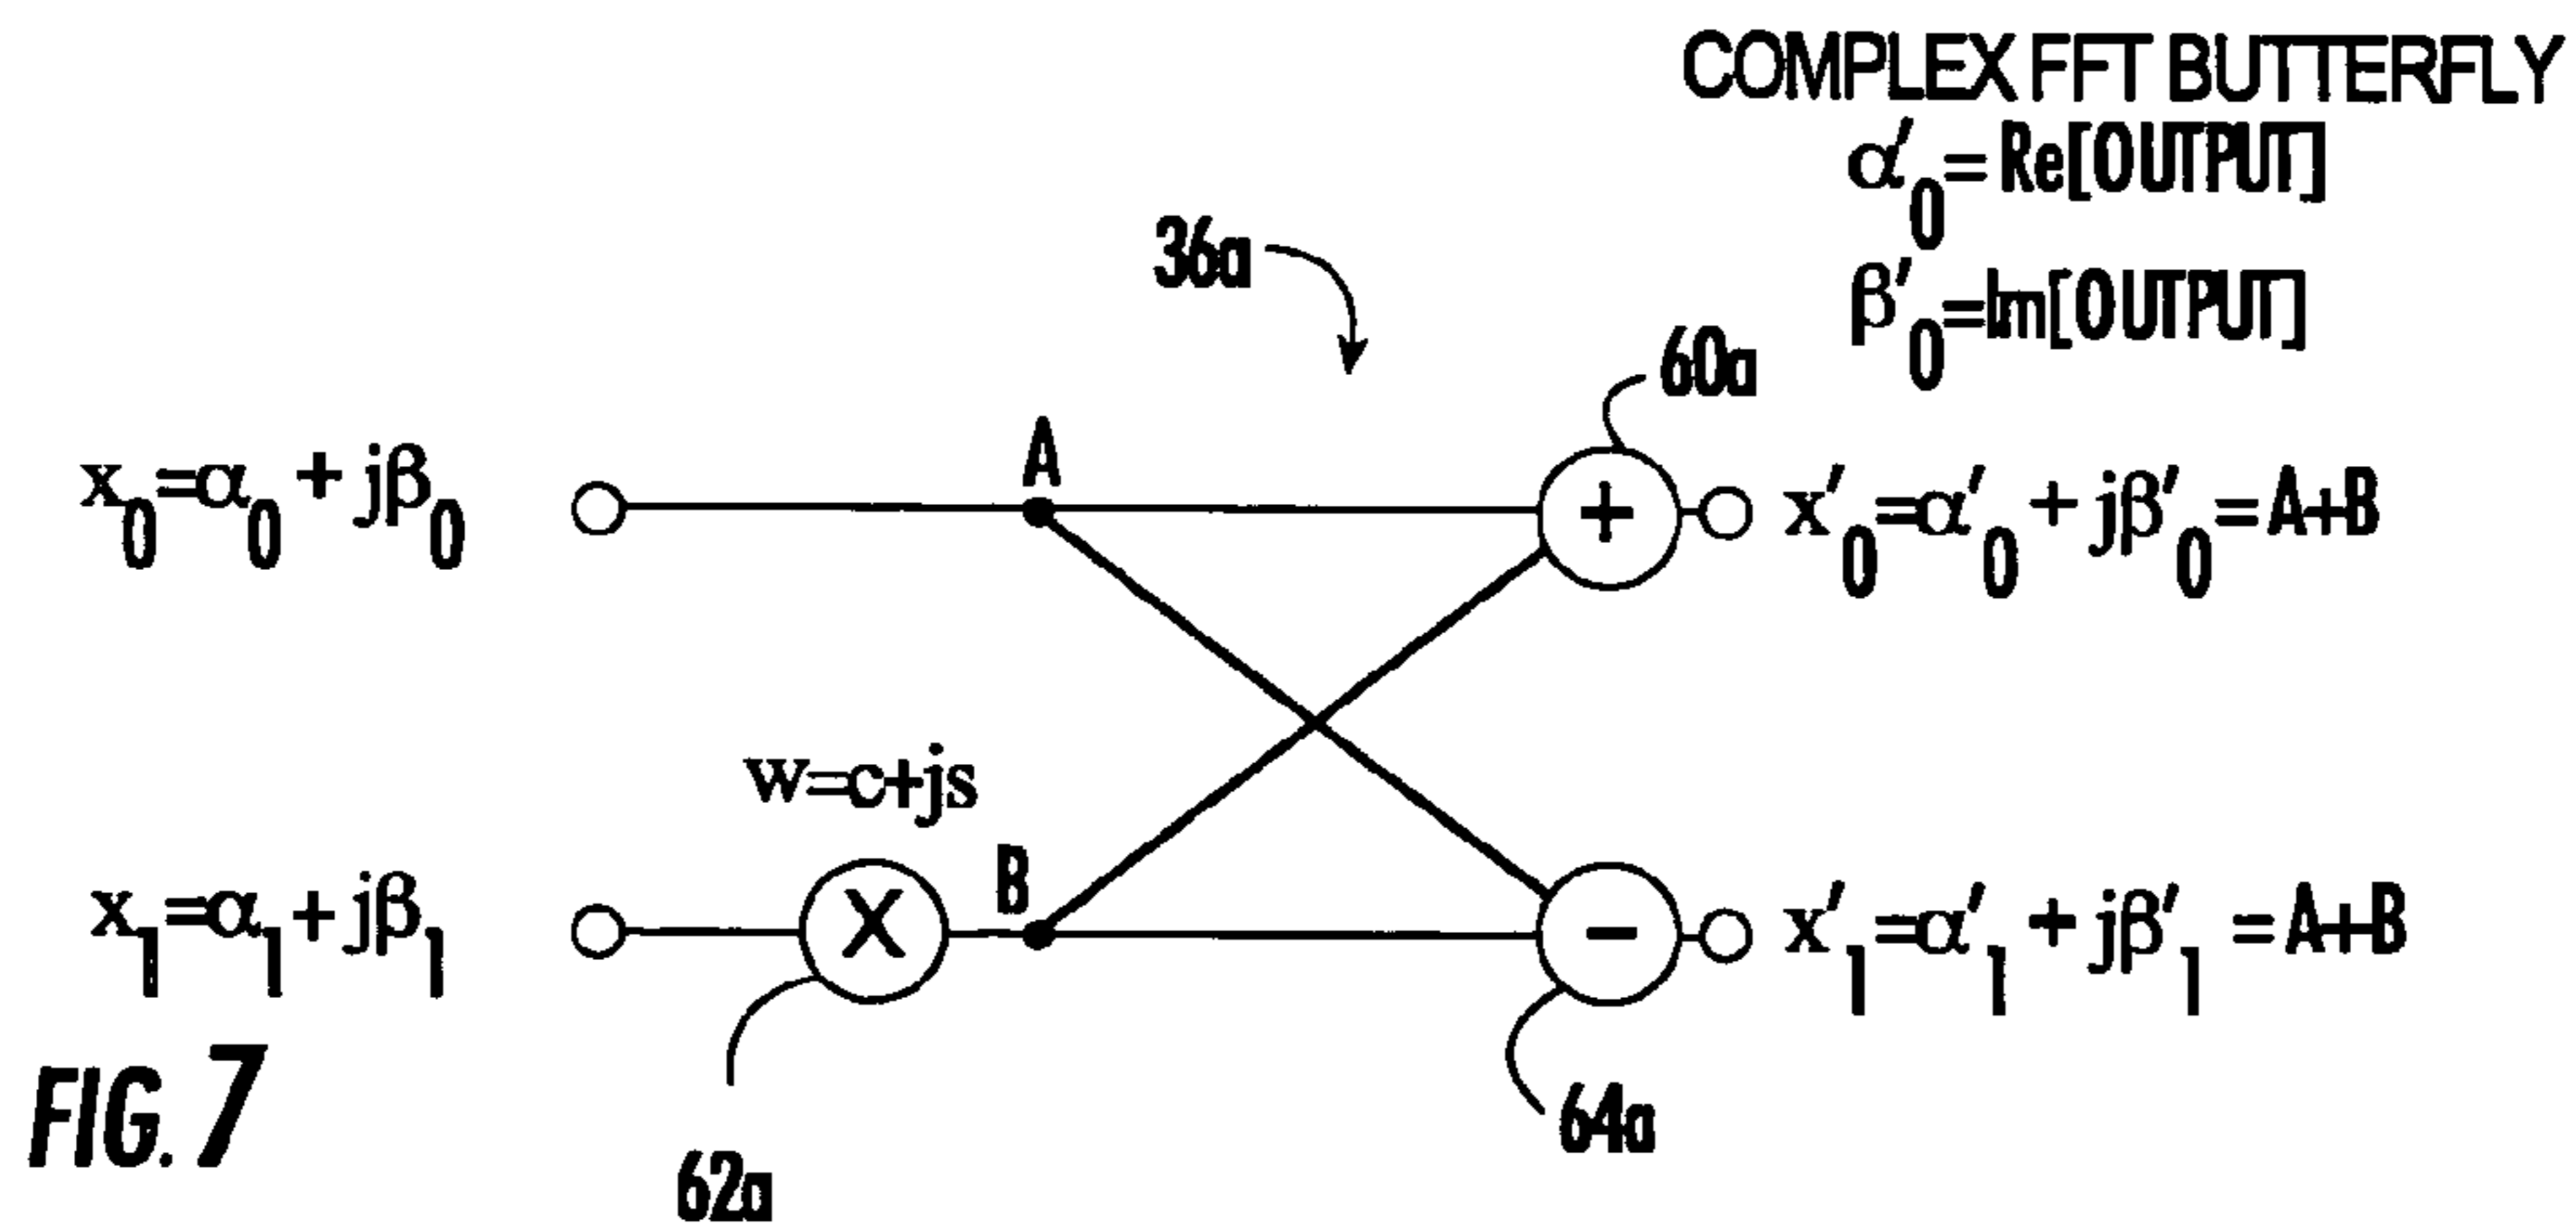 COMPLEX FFT BUTTERFLY
α′₀=Re[OUTPUT]
β′₀=Im[OUTPUT]
36a
60a
A
x₀=α₀ + jβ₀
+
x′₀=α′₀ + jβ′₀=A+B
w=c+js
B
x₁=α₁ + jβ₁
X
-
x′₁=α′₁ + jβ′₁ =A+B
FIG. 7
62a
64a